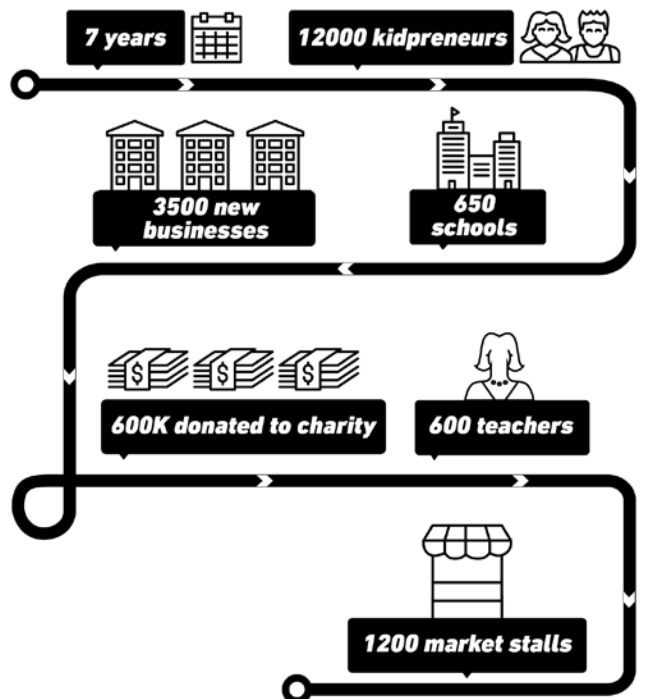 7 years
12000 kidpreneurs
3500 new
businesses
650
schools
$ $ $
600K donated to charity
600 teachers
1200 market stalls